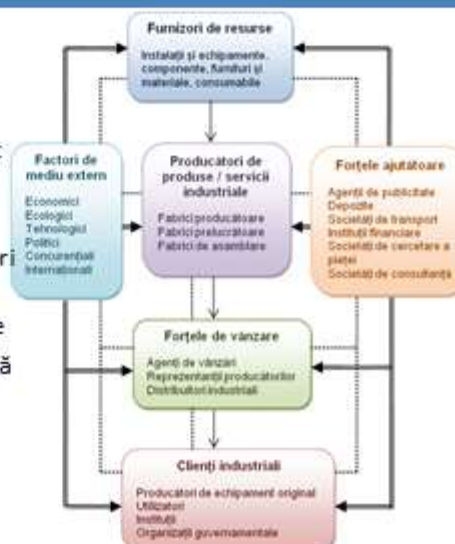 Furnizori de resurse
Instalații și echipamente,
componente, furnituri și
materiale, consumabile
Factori de
mediu extern
Economici
Ecologici
Tehnologici
Politici
Concurențiali
Internationali
Producători de
produse / servicii
industriale
Fabrici producătoare
Fabrici prelucrătoare
Fabrici de asamblare
Forțele ajutătoare
Agenții de publicitate
Depozite
Societăți de transport
Instituții financiare
Societăți de cercetare a
pieței
Societăți de consultanță
ri
e
ă
Forțele de vânzare
Agenți de vânzări
Reprezentanții producătorilor
Distribuitori industriali
Clienți industriali
Producători de echipament original
Utilizatori
Instituții
Organizații guvernamentale